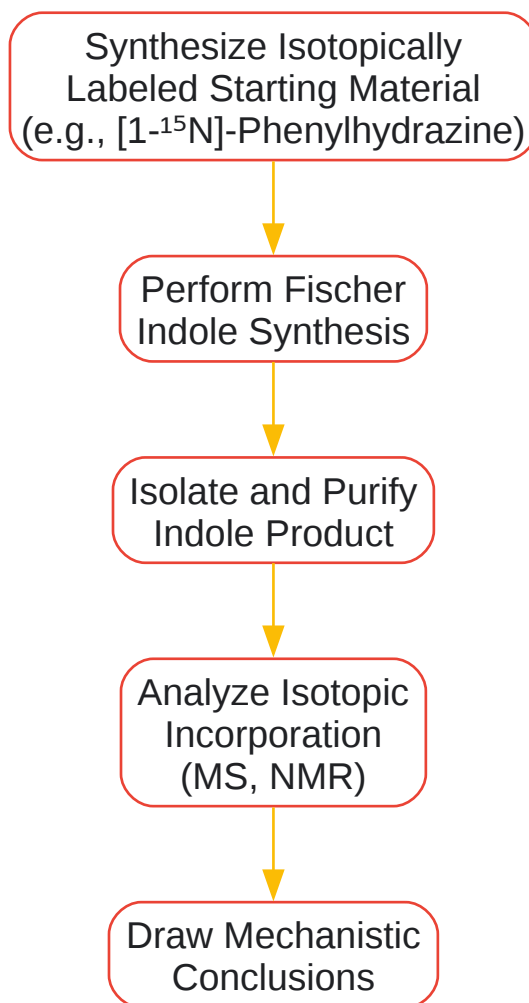 Synthesize Isotopically
Labeled Starting Material
(e.g., [1-¹⁵N]-Phenylhydrazine)
Perform Fischer
Indole Synthesis
Isolate and Purify
Indole Product
Analyze Isotopic
Incorporation
(MS, NMR)
Draw Mechanistic
Conclusions